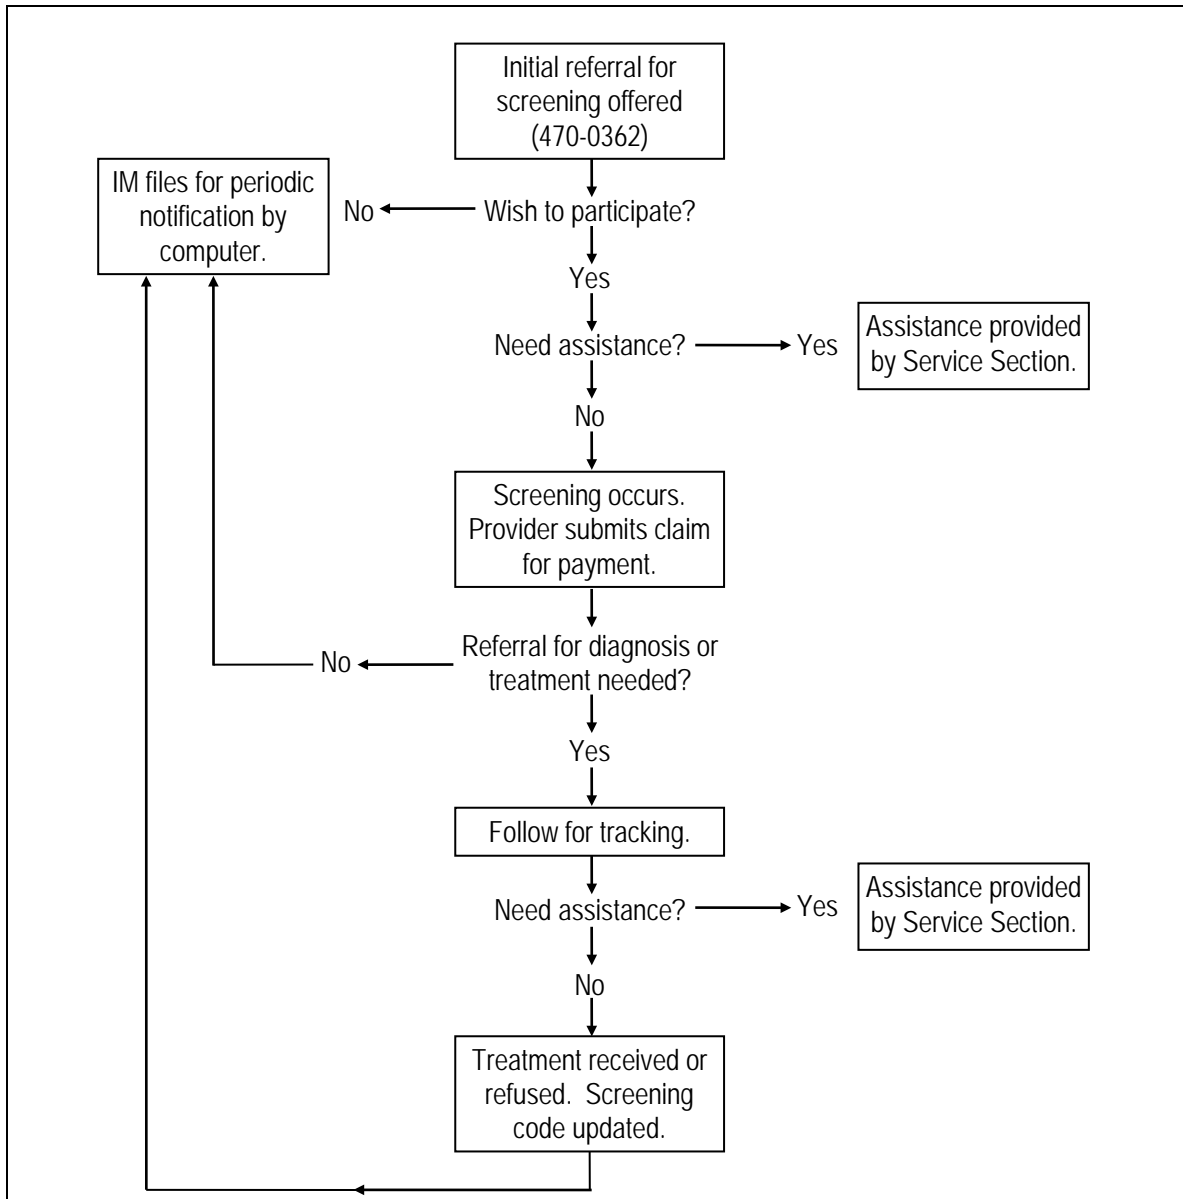 Initial referral for
screening offered
(470-0362)
IM files for periodic
notification by
computer.
No
Wish to participate?
Yes
Need assistance?
Yes
Assistance provided
by Service Section.
No
Screening occurs.
Provider submits claim
for payment.
Referral for diagnosis or
treatment needed?
No
Yes
Follow for tracking.
Need assistance?
Yes
Assistance provided
by Service Section.
No
Treatment received or
refused.  Screening
code updated.